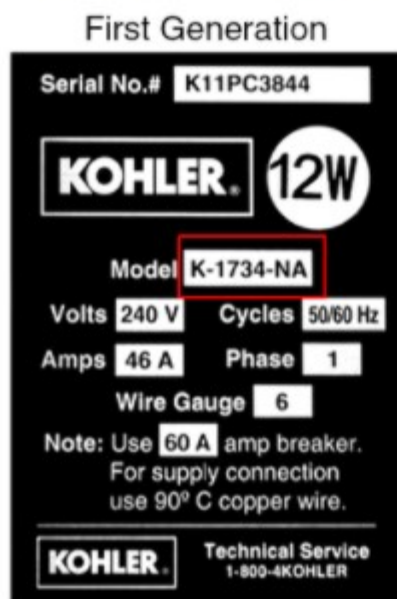 First Generation
Serial No.# K11PC3844
KOHLER. 12W
Model K-1734-NA
Volts 240 V Cycles 50/60 Hz
Amps 46 A Phase 1
Wire Gauge 6
Note: Use 60 A amp breaker.
For supply connection
use 90º C copper wire.
KOHLER. Technical Service
1-800-4KOHLER